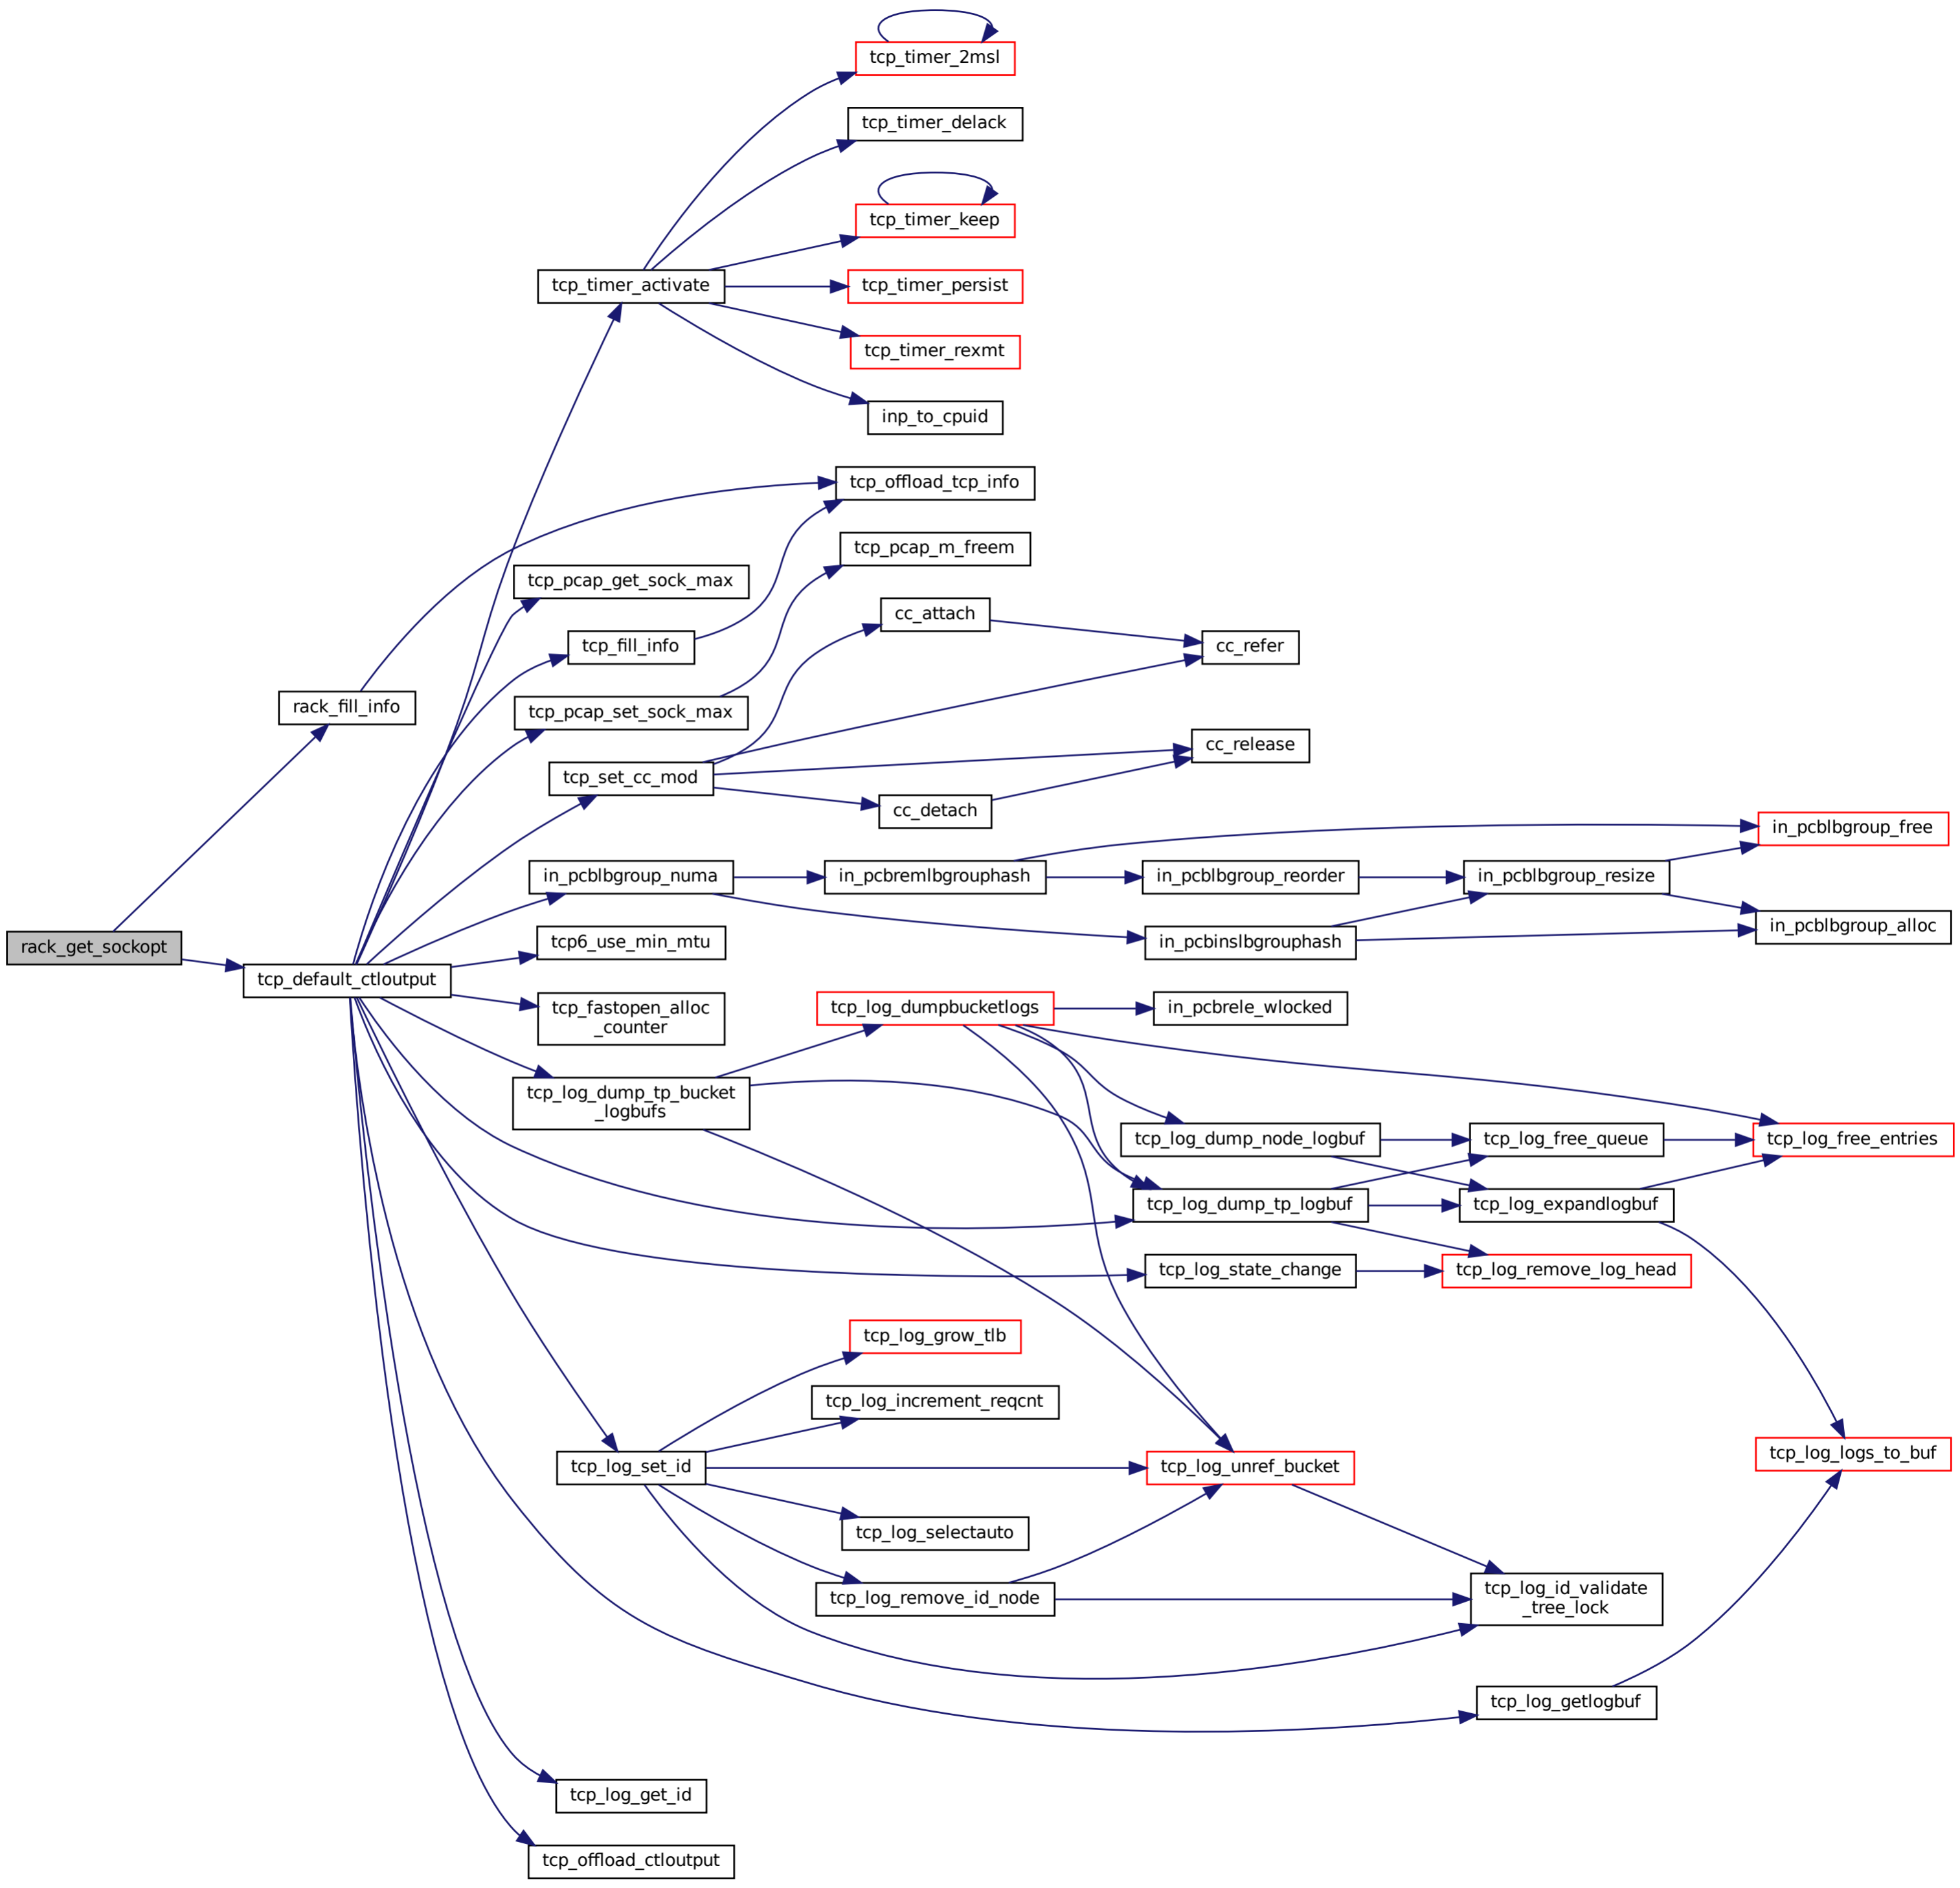 tcp_timer_2msl
tcp_timer_delack
tcp_timer_keep
tcp_timer_activate
tcp_timer_persist
tcp_timer_rexmt
inp_to_cpuid
tcp_offload_tcp_info
tcp_pcap_m_freem
tcp_pcap_get_sock_max
cc_attach
tcp_fill_info
cc_refer
rack_fill_info
tcp_pcap_set_sock_max
cc_release
tcp_set_cc_mod
cc_detach
in_pcblbgroup_free
in_pcblbgroup_numa
in_pcbremlbgrouphash
in_pcblbgroup_reorder
in_pcblbgroup_resize
in_pcblbgroup_alloc
rack_get_sockopt
tcp6_use_min_mtu
in_pcbinslbgrouphash
tcp_default_ctloutput
tcp_fastopen_alloc
_counter
tcp_log_dumpbucketlogs
in_pcbrele_wlocked
tcp_log_dump_tp_bucket
_logbufs
tcp_log_dump_node_logbuf
tcp_log_free_queue
tcp_log_free_entries
tcp_log_dump_tp_logbuf
tcp_log_expandlogbuf
tcp_log_state_change
tcp_log_remove_log_head
tcp_log_grow_tlb
tcp_log_increment_reqcnt
tcp_log_set_id
tcp_log_unref_bucket
tcp_log_logs_to_buf
tcp_log_selectauto
tcp_log_remove_id_node
tcp_log_id_validate
_tree_lock
tcp_log_getlogbuf
tcp_log_get_id
tcp_offload_ctloutput